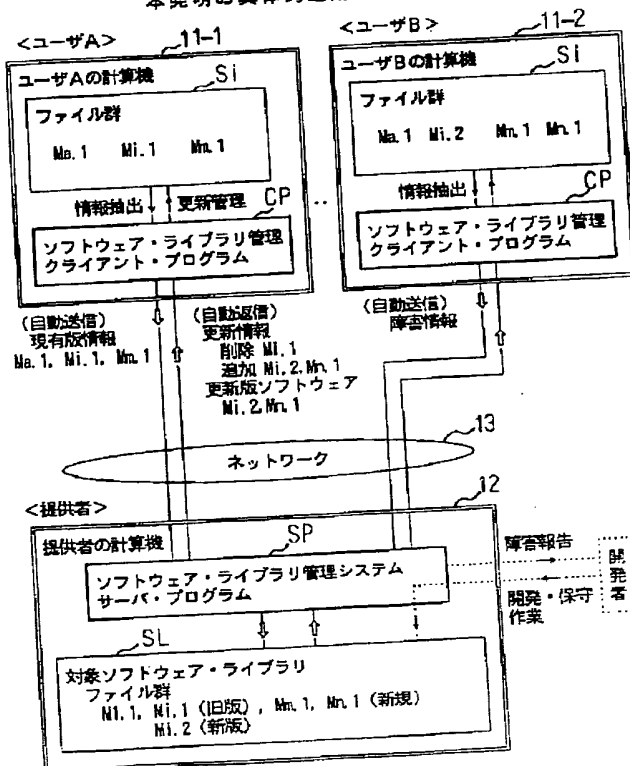 本発明の具体的
<ユーザA>
11-1
ユーザAの計算機
Si
ファイル群
Ma.1 Mi.1 Mm.1
情報抽出
更新管理
CP
ソフトウェア・ライブラリ管理
クライアント・プログラム
(自動送信)
現有版情報
Ma.1, Mi.1, Mm.1
(自動返信)
更新情報
削除 Mi.1
追加 Mi.2, Mn.1
更新版ソフトウェア
Mi.2, Mn.1
<ユーザB>
11-2
ユーザBの計算機
Si
ファイル群
Ma.1 Mi.2 Mm.1 Mn.1
情報抽出
CP
ソフトウェア・ライブラリ管理
クライアント・プログラム
(自動送信)
障害情報
13
ネットワーク
<提供者>
12
提供者の計算機
SP
ソフトウェア・ライブラリ管理システム
サーバ・プログラム
SL
対象ソフトウェア・ライブラリ
ファイル群
M1.1, Mi.1 (旧版) , Mm.1, Mn.1 (新規)
Mi.2 (新版)
障害報告
開発・保守
作業
開発者